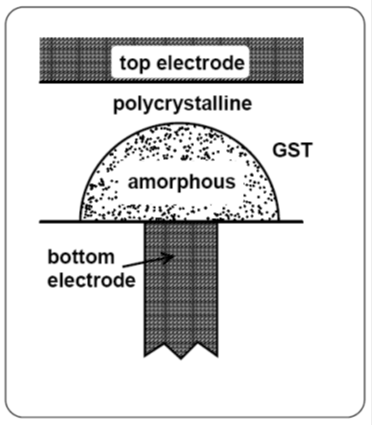 top electrode
polycrystalline
GST
amorphous
bottom
electrode